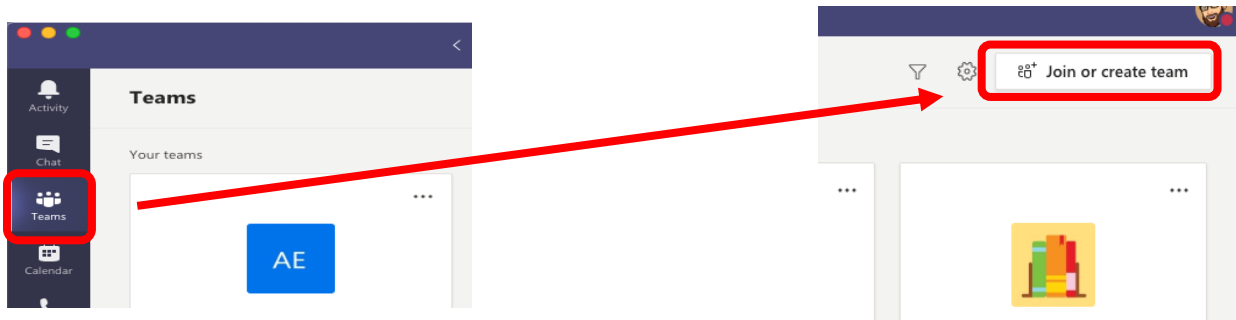 Activity
Teams
Chat
Your teams
Teams
AE
Calendar
Join or create team